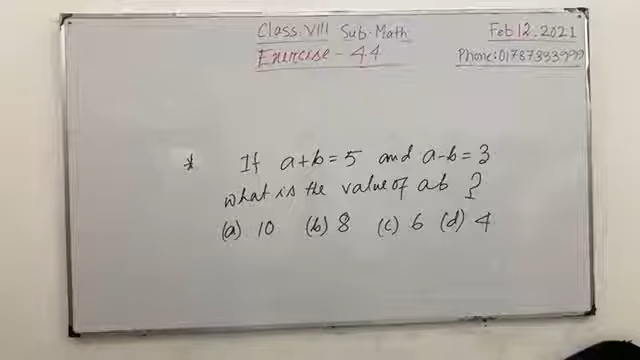 Class.VIII Sub-Math
Exercise - 4.4
Feb 12, 2021
Phone:01787333999
* If a+b=5 and a-b=3
what is the value of ab ?
(a) 10 (b) 8 (c) 6 (d) 4